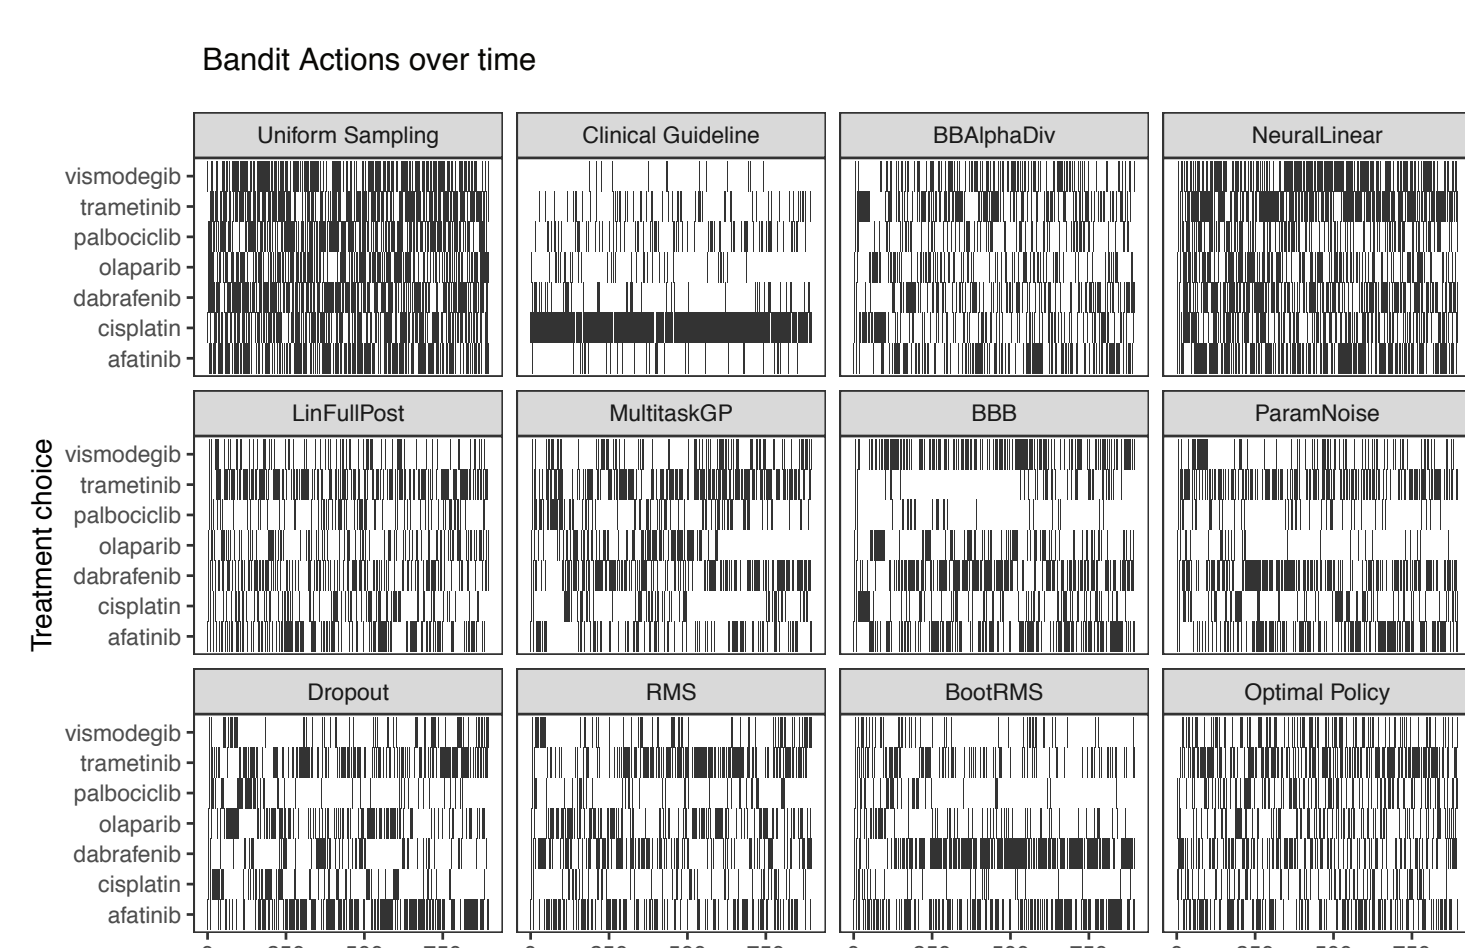 Bandit Actions over time
Uniform Sampling
Clinical Guideline
BBAlphaDiv
NeuralLinear
vismodegib
trametinib
palbociclib
olaparib
dabrafenib
cisplatin
afatinib
Treatment choice
LinFullPost
MultitaskGP
BBB
ParamNoise
vismodegib
trametinib
palbociclib
olaparib
dabrafenib
cisplatin
afatinib
Dropout
RMS
BootRMS
Optimal Policy
vismodegib
trametinib
palbociclib
olaparib
dabrafenib
cisplatin
afatinib